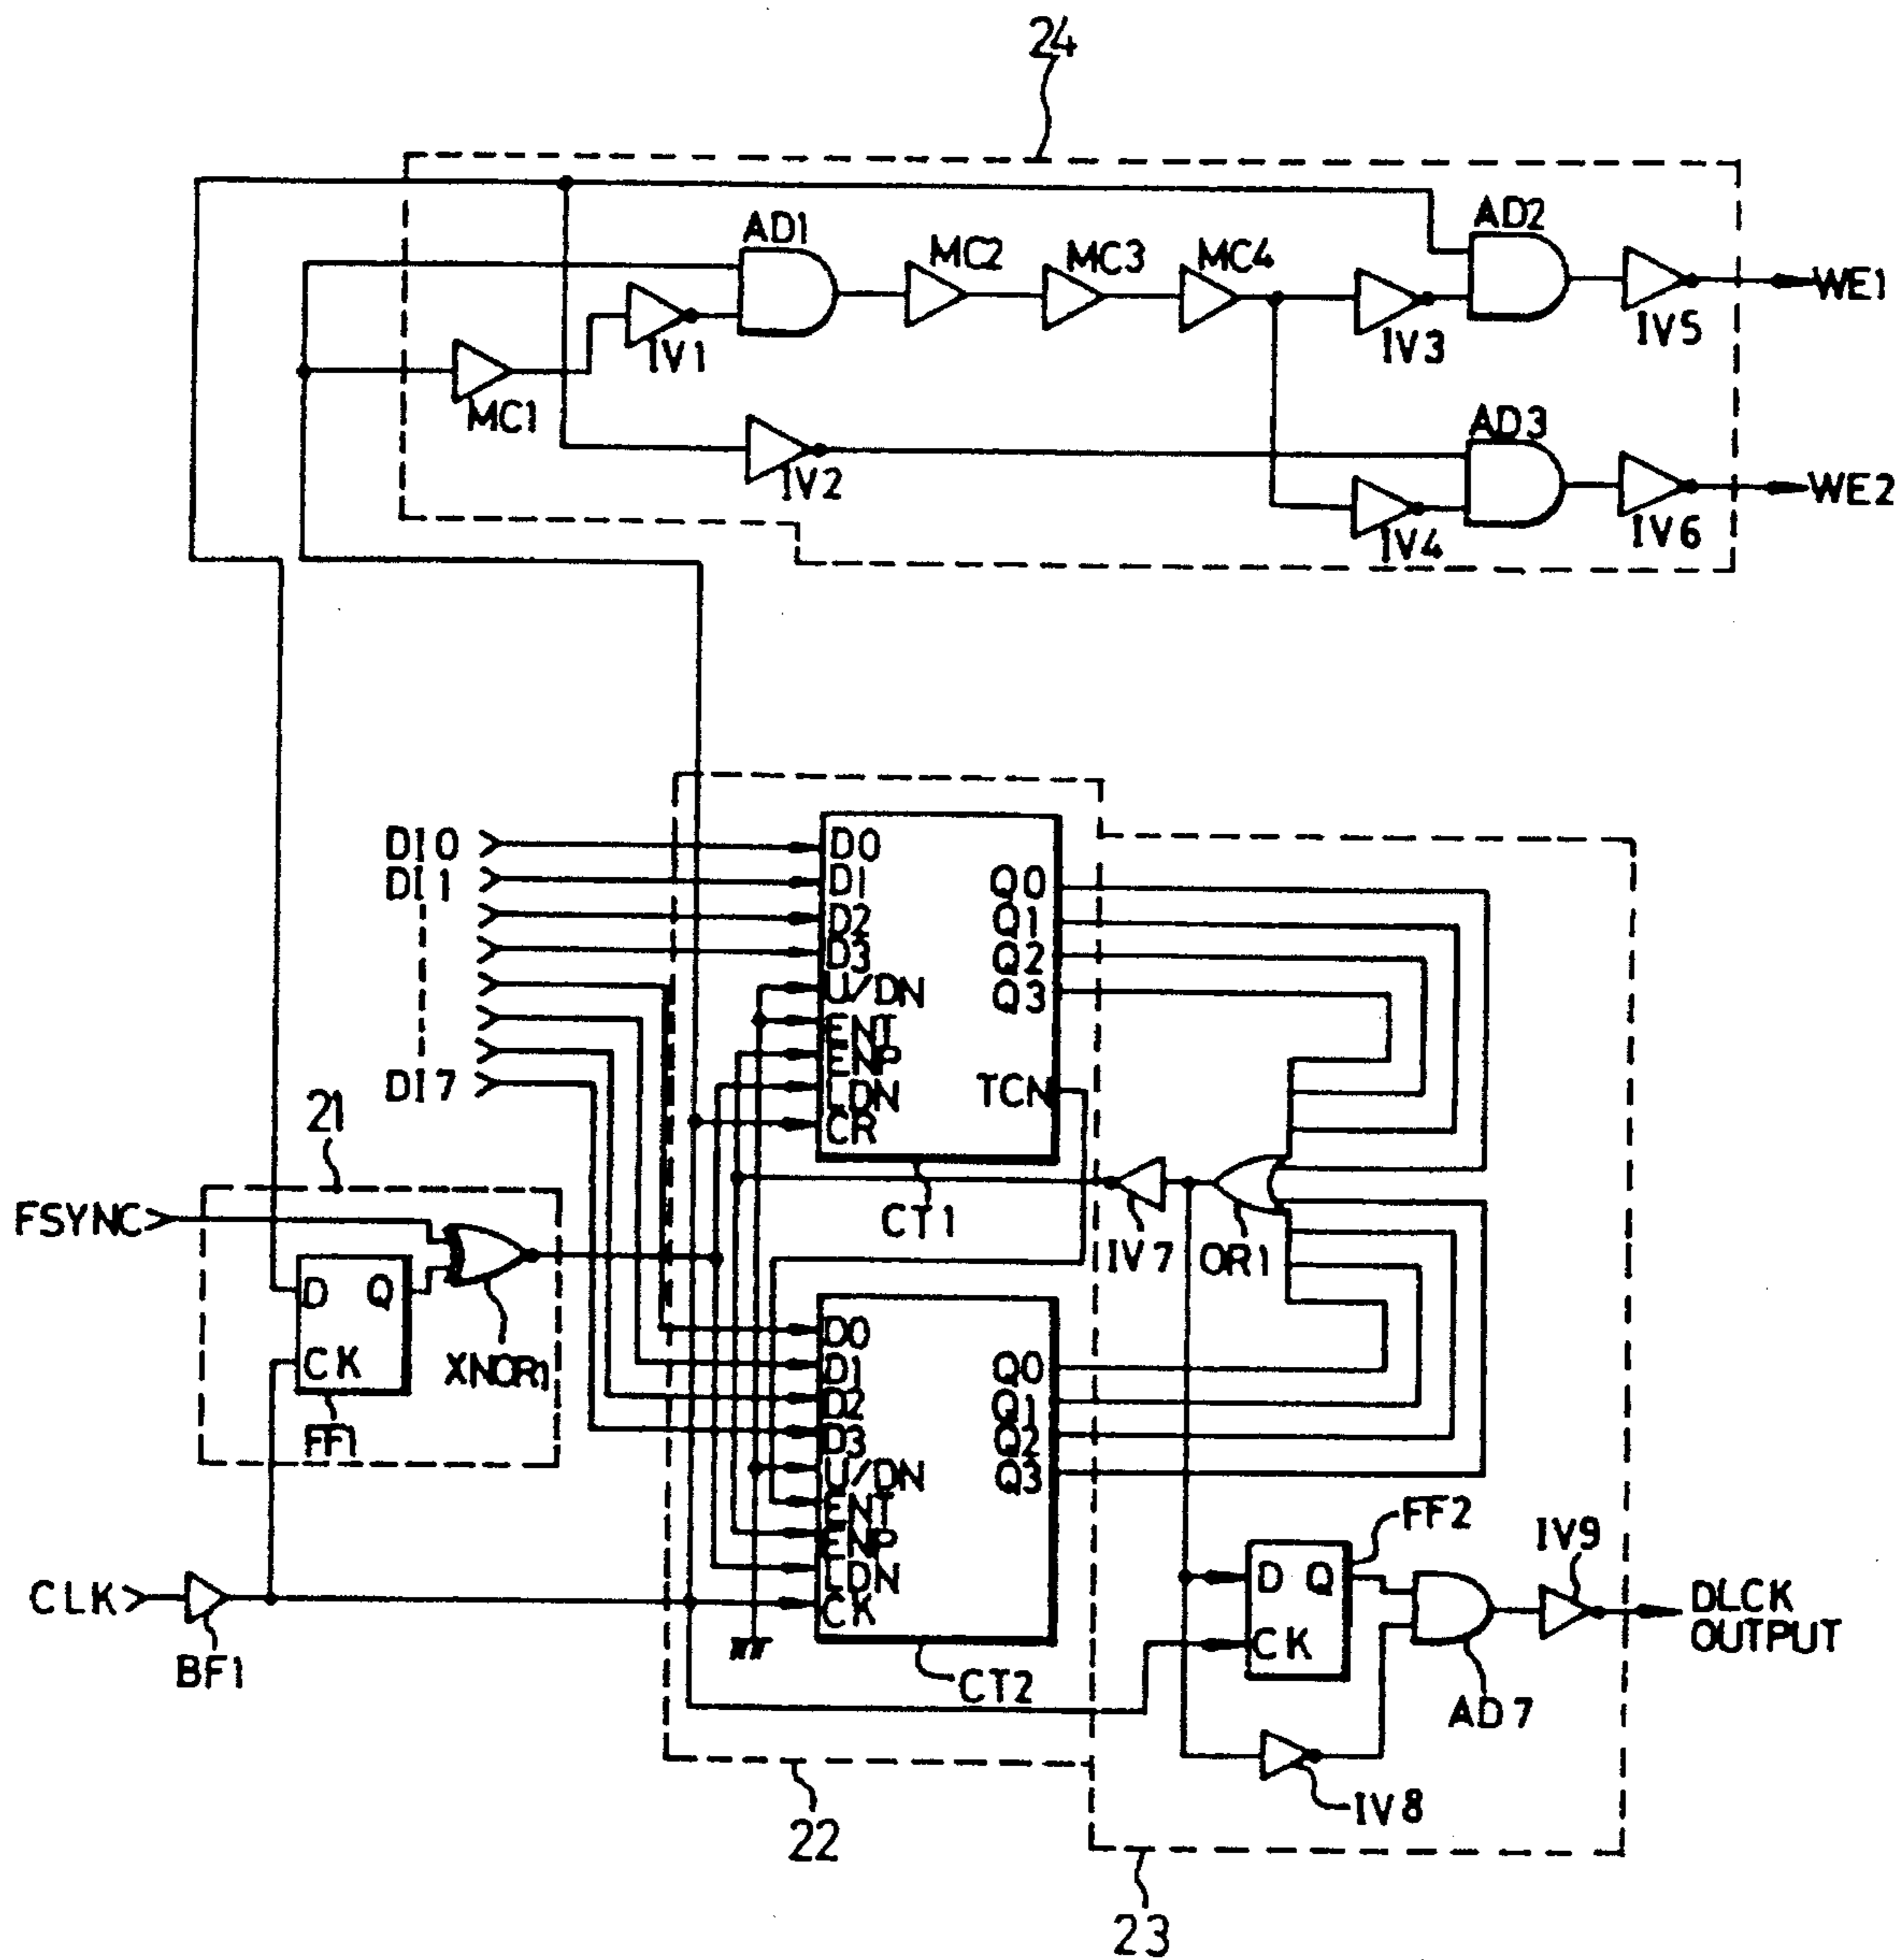 24
AD1
MC2
MC3
MC4
AD2
WE1
IV1
IV3
IV5
MC1
IV2
AD3
WE2
IV4
IV6
DI0
DI1
DI7
D0
D1
D2
D3
U/DN
ENT
ENP
LDN
CR
Q0
Q1
Q2
Q3
TCN
CT1
IV7
OR1
21
FSYNC
D
Q
CK
FF1
XNOR1
D0
D1
D2
D3
U/DN
ENT
ENP
LDN
CK
Q0
Q1
Q2
Q3
CT2
CLK
BF1
FF2
D
Q
CK
IV9
DLCK
OUTPUT
AD7
IV8
22
23